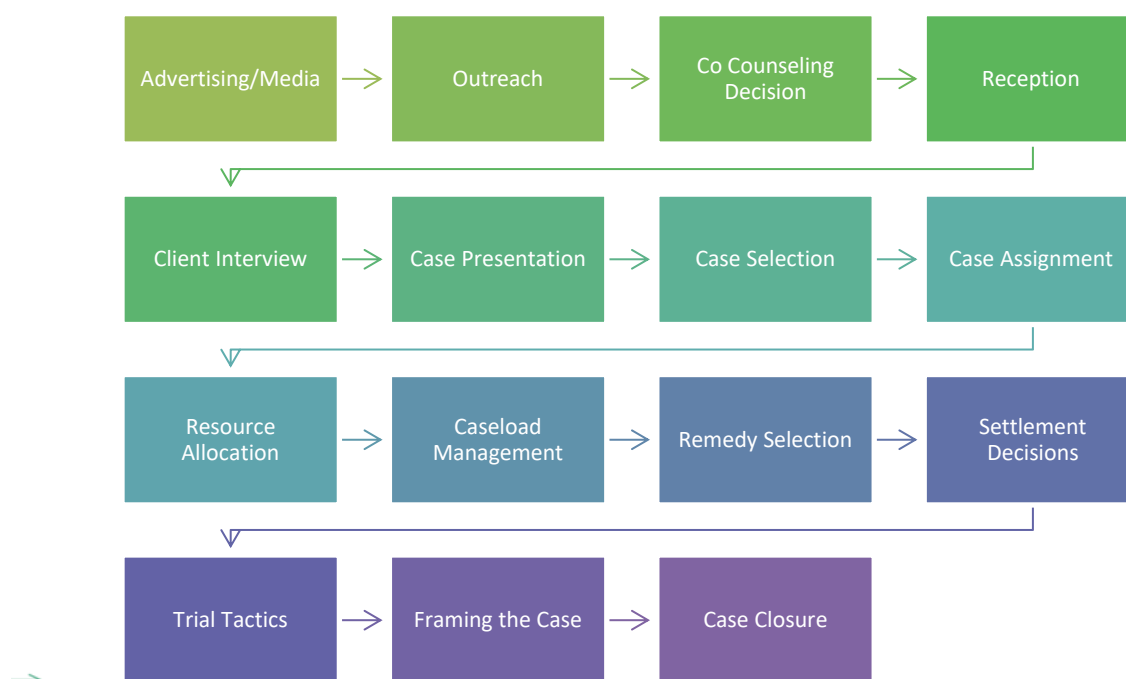 Advertising/Media
Outreach
Co Counseling
Decision
Reception
Client Interview
Case Presentation
Case Selection
Case Assignment
Resource
Allocation
Caseload
Management
Remedy Selection
Settlement
Decisions
Trial Tactics
Framing the Case
Case Closure